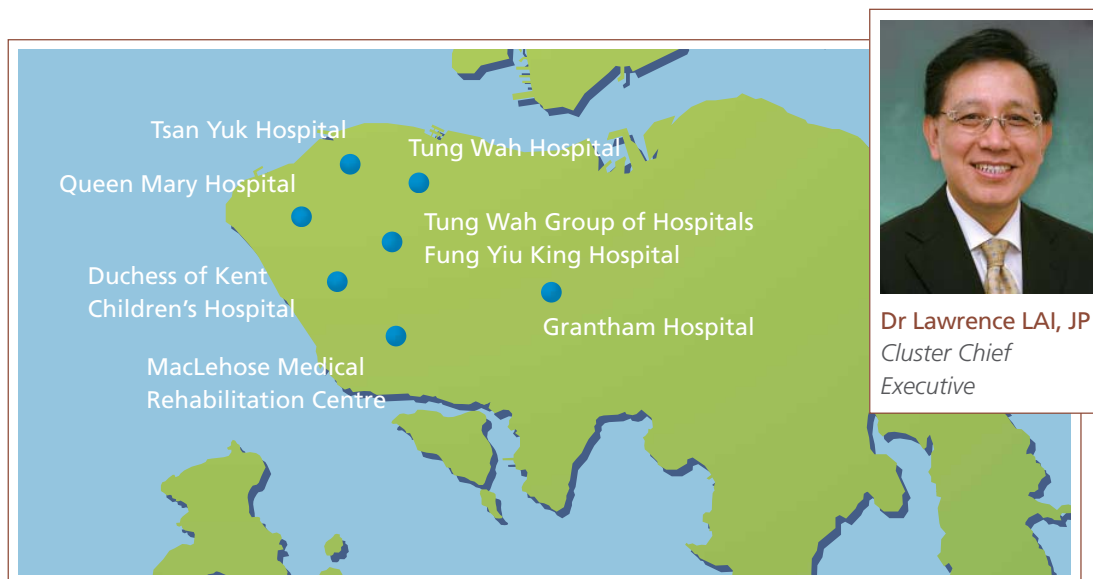 Tsan Yuk Hospital
Tung Wah Hospital
Queen Mary Hospital
Tung Wah Group of Hospitals
Fung Yiu King Hospital
Duchess of Kent
Children’s Hospital
Grantham Hospital
MacLehose Medical
Rehabilitation Centre
Dr Lawrence LAI, JP
Cluster Chief
Executive